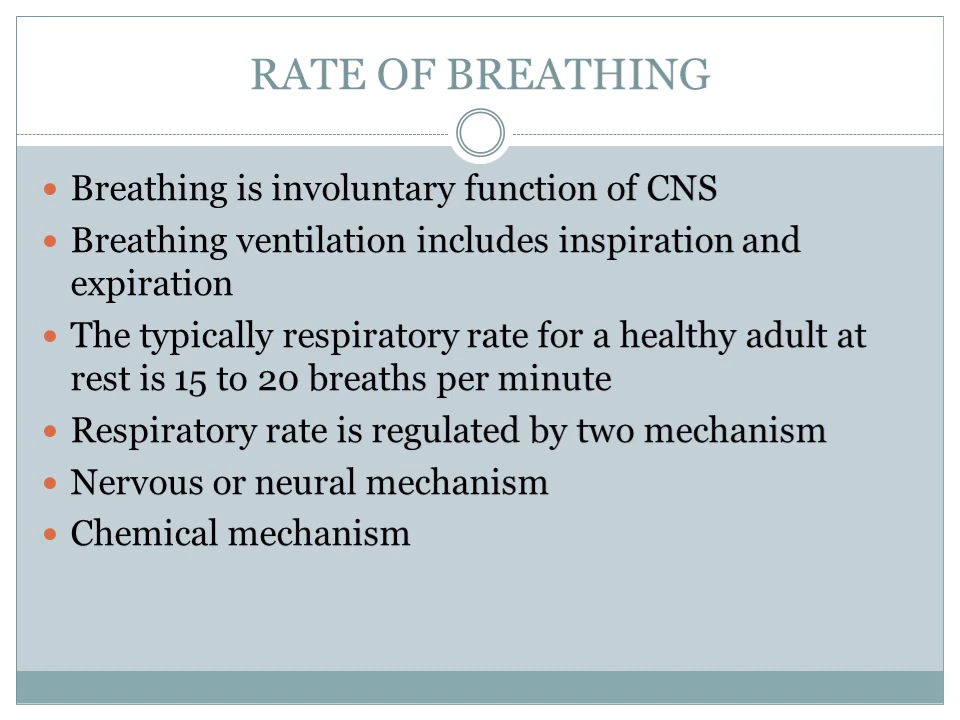 RATE OF BREATHING
Breathing is involuntary function of CNS
Breathing ventilation includes inspiration and
expiration
The typically respiratory rate for a healthy adult at
rest is 15 to 20 breaths per minute
Respiratory rate is regulated by two mechanism
Nervous or neural mechanism
Chemical mechanism